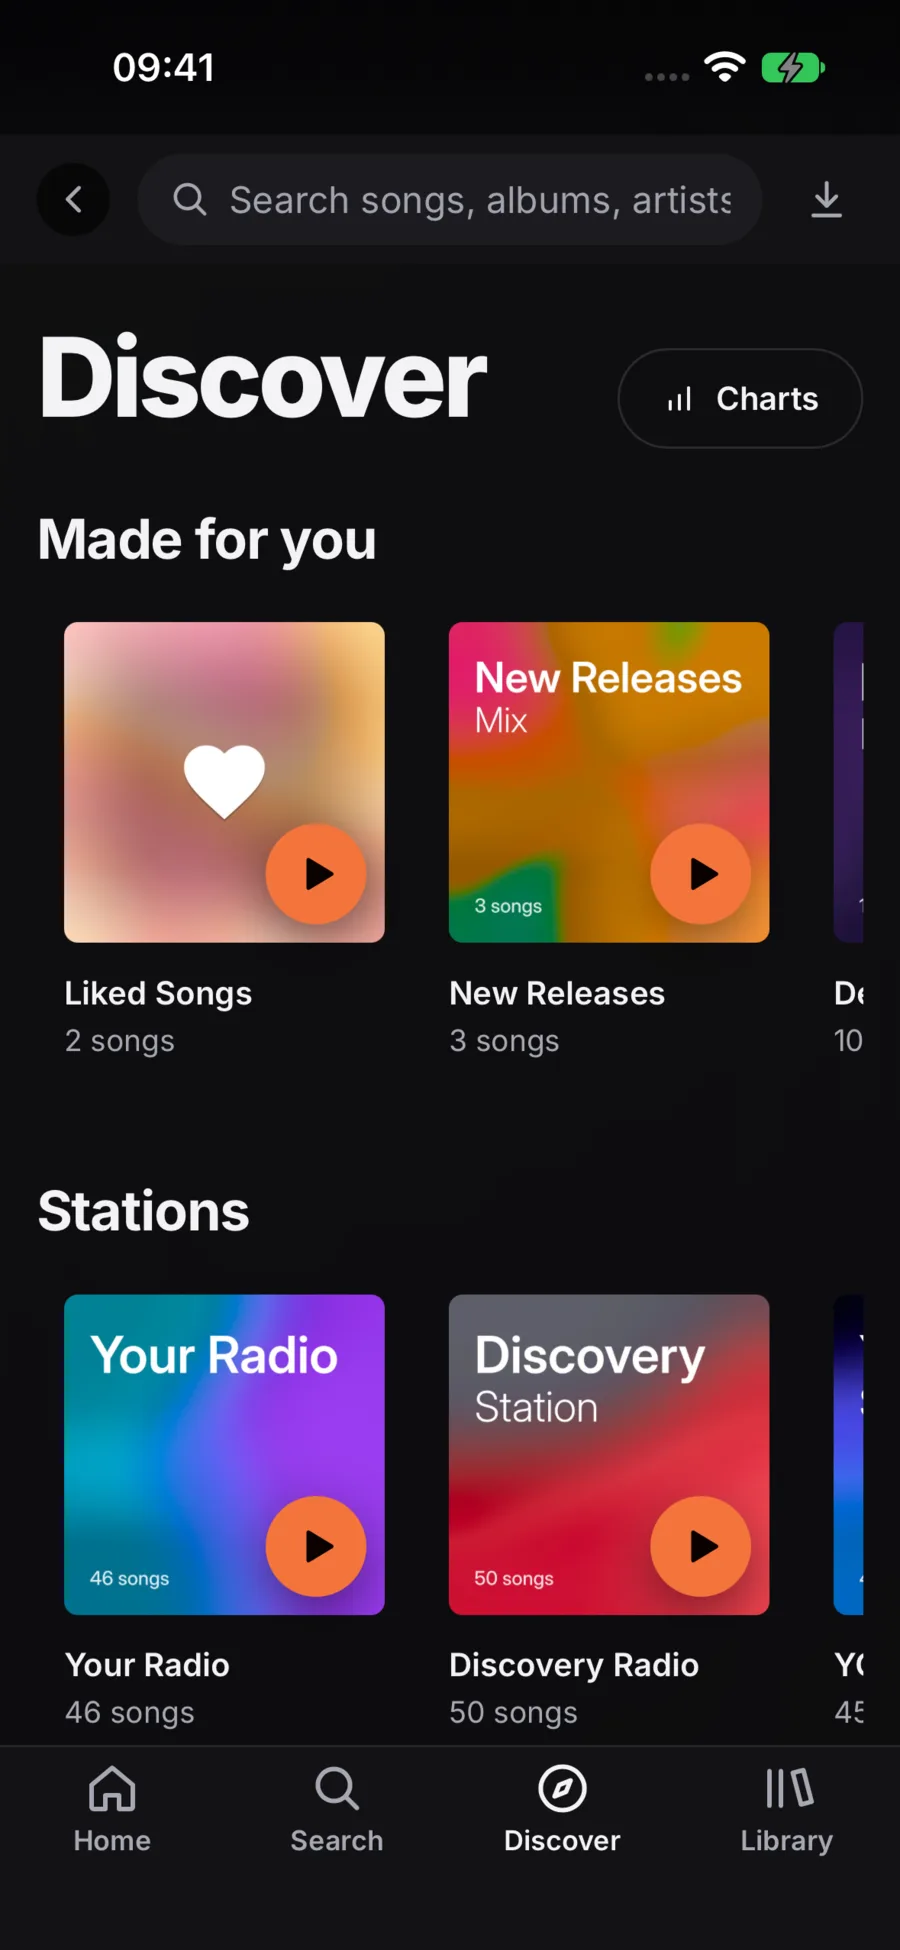 09:41
Search songs, albums, artists
Discover
Charts
Made for you
New Releases
Mix
3 songs
Liked Songs
New Releases
2 songs
3 songs
10
Stations
Your Radio
Discovery
Station
46 songs
50 songs
Your Radio
Discovery Radio
46 songs
50 songs
45
Home
Search
Discover
Library